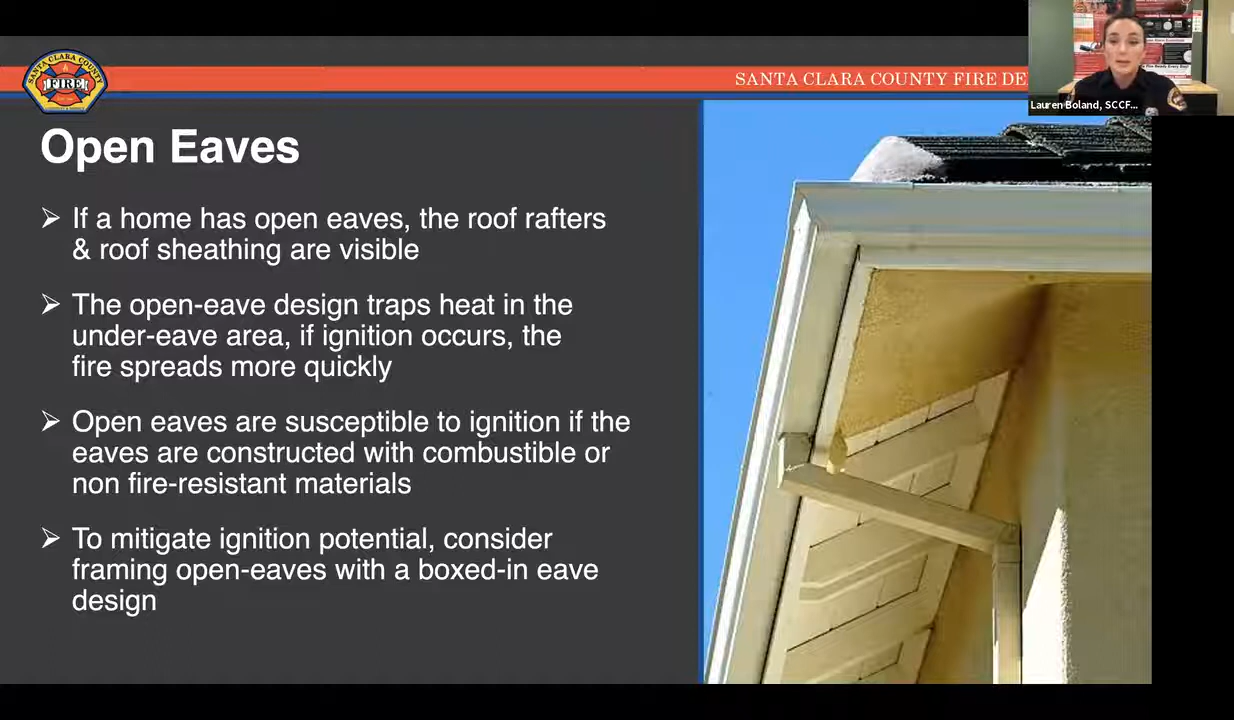 SANTA CLARA COUNTY
FIRE
SANTA CLARA COUNTY FIRE DE
Lauren Boland, SCCF...
Open Eaves
➢ If a home has open eaves, the roof rafters
& roof sheathing are visible
➢ The open-eave design traps heat in the
under-eave area, if ignition occurs, the
fire spreads more quickly
➢ Open eaves are susceptible to ignition if the
eaves are constructed with combustible or
non fire-resistant materials
➢ To mitigate ignition potential, consider
framing open-eaves with a boxed-in eave
design